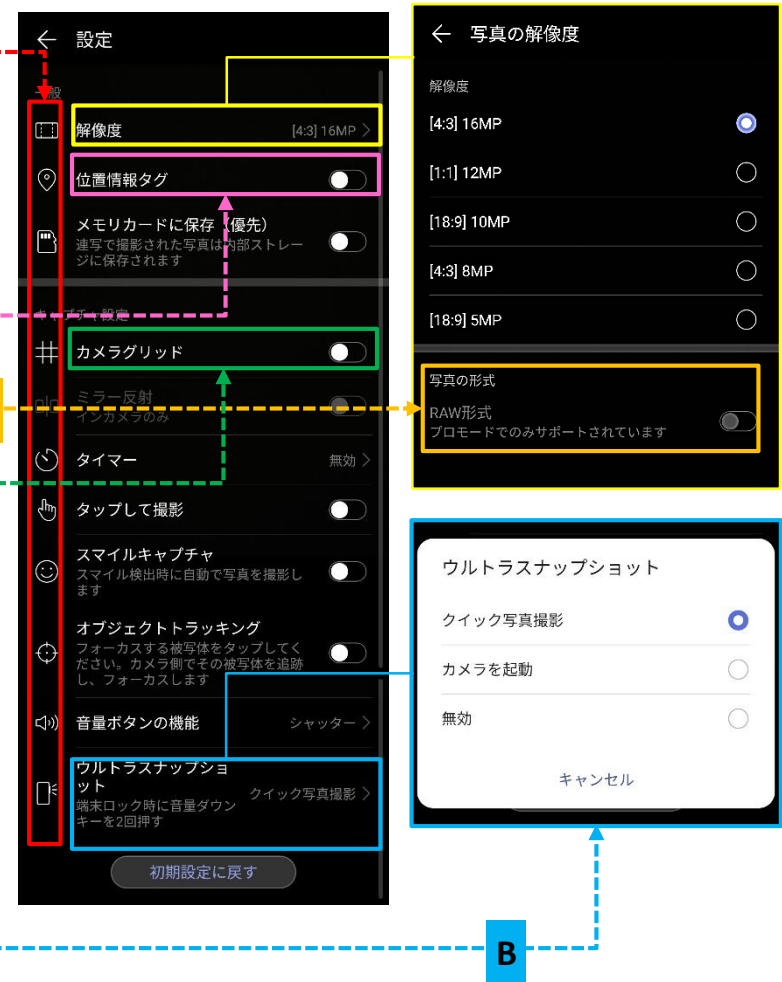 設定
一般
解像度
[4:3] 16MP
位置情報タグ
メモリカードに保存（優先）
連写で撮影された写真は内部ストレー
ジに保存されます
キャプチャ設定
カメラグリッド
ミラー反射
インカメラのみ
タイマー
無効
タップして撮影
スマイルキャプチャ
スマイル検出時に自動で写真を撮影し
ます
オブジェクトトラッキング
フォーカスする被写体をタップしてく
ださい。カメラ側でその被写体を追跡
し、フォーカスします
音量ボタンの機能
シャッター
ウルトラスナップショ
ット
クイック写真撮影
端末ロック時に音量ダウン
キーを2回押す
初期設定に戻す
写真の解像度
解像度
[4:3] 16MP
[1:1] 12MP
[18:9] 10MP
[4:3] 8MP
[18:9] 5MP
写真の形式
RAW形式
プロモードでのみサポートされています
ウルトラスナップショット
クイック写真撮影
カメラを起動
無効
キャンセル
B